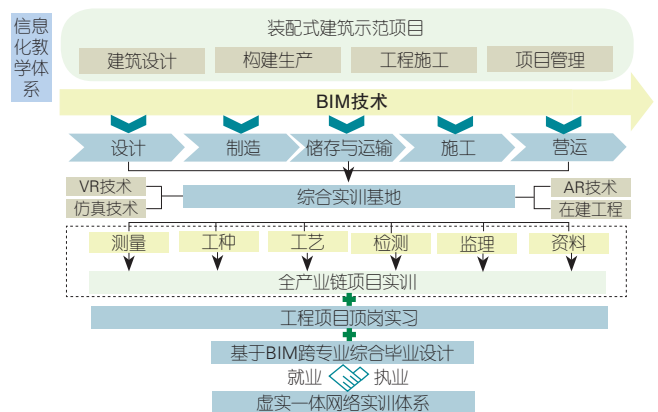 信息
化教
学体
系
装配式建筑示范项目
建筑设计 构建生产 工程施工 项目管理
BIM技术
设计 制造 储存与运输 施工 营运
VR技术
仿真技术
综合实训基地
AR技术
在建工程
测量 工种 工艺 检测 监理 资料
全产业链项目实训
工程项目顶岗实习
基于BIM跨专业综合毕业设计
就业 执业
虚实一体网络实训体系